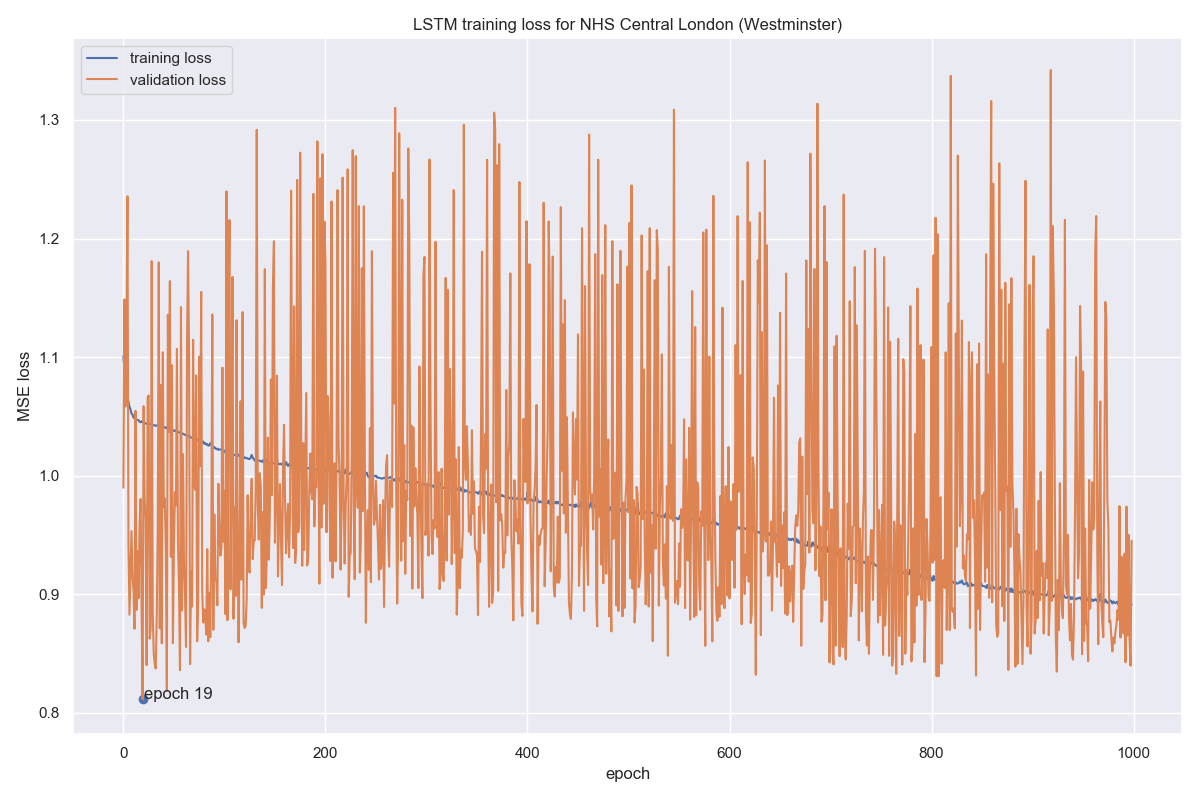 LSTM training loss for NHS Central London (Westminster)
training loss
validation loss
1.3
1.2
1.1
1.0
0.9
0.8
MSE loss
epoch 19
0
200
400
600
800
1000
epoch